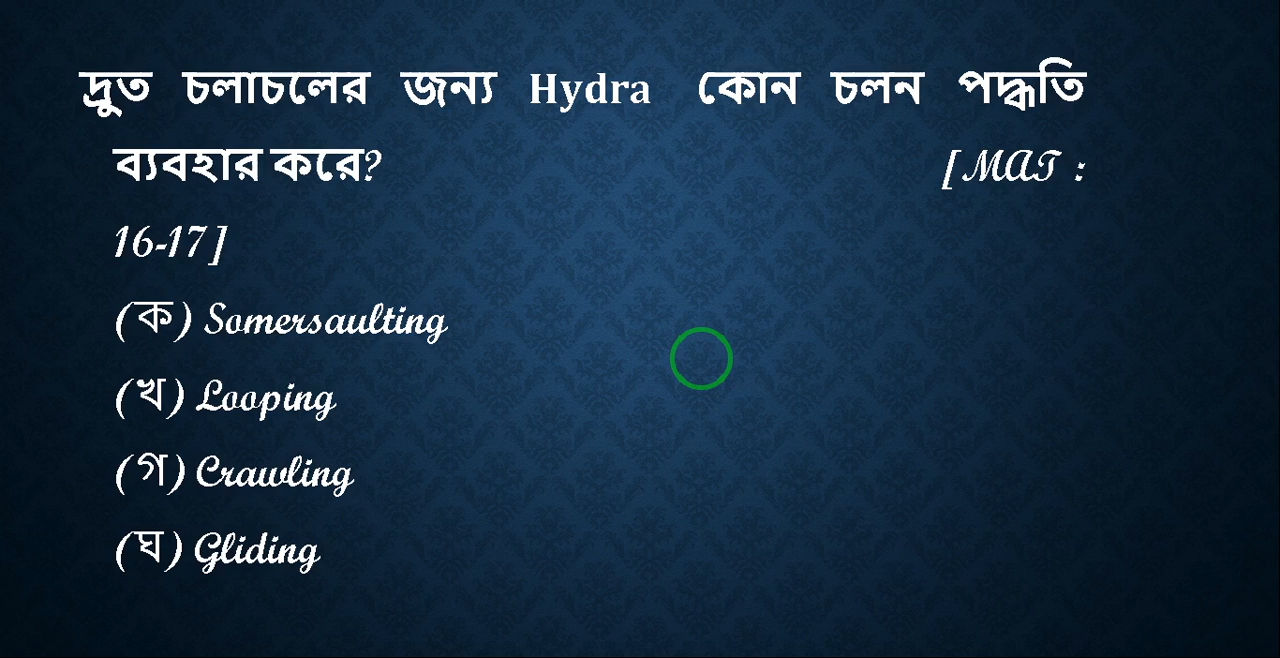 দ্রুত চলাচলের জন্য Hydra কোন চলন পদ্ধতি
ব্যবহার করে? [MAT :
16-17]
(ক) Somersaulting
(খ) Looping
(গ) Crawling
(ঘ) Gliding